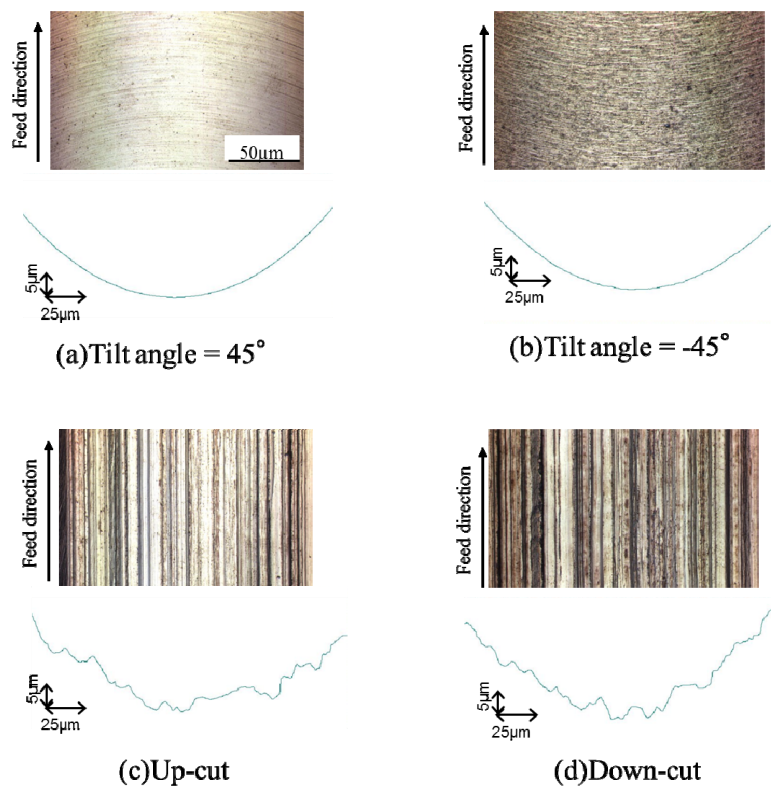 Feed direction
50μm
5μm
25μm
(a)Tilt angle = 45°
Feed direction
5μm
25μm
(b)Tilt angle = -45°
Feed direction
5μm
25μm
(c)Up-cut
Feed direction
5μm
25μm
(d)Down-cut